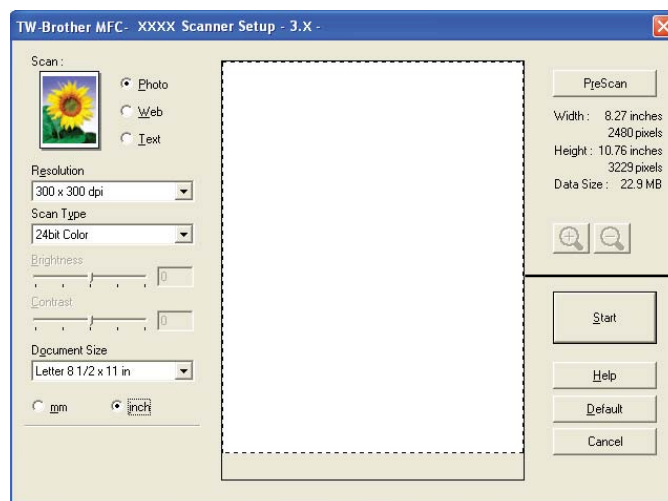 TW-Brother MFC- XXXX Scanner Setup - 3.X -
Scan :
Photo
Web
Text
Resolution
300 x 300 dpi
Scan Type
24bit Color
Brightness
0
Contrast
0
Document Size
Letter 8 1/2 x 11 in
mm inch
PreScan
Width : 8.27 inches
2480 pixels
Height : 10.76 inches
3229 pixels
Data Size : 22.9 MB
Start
Help
Default
Cancel